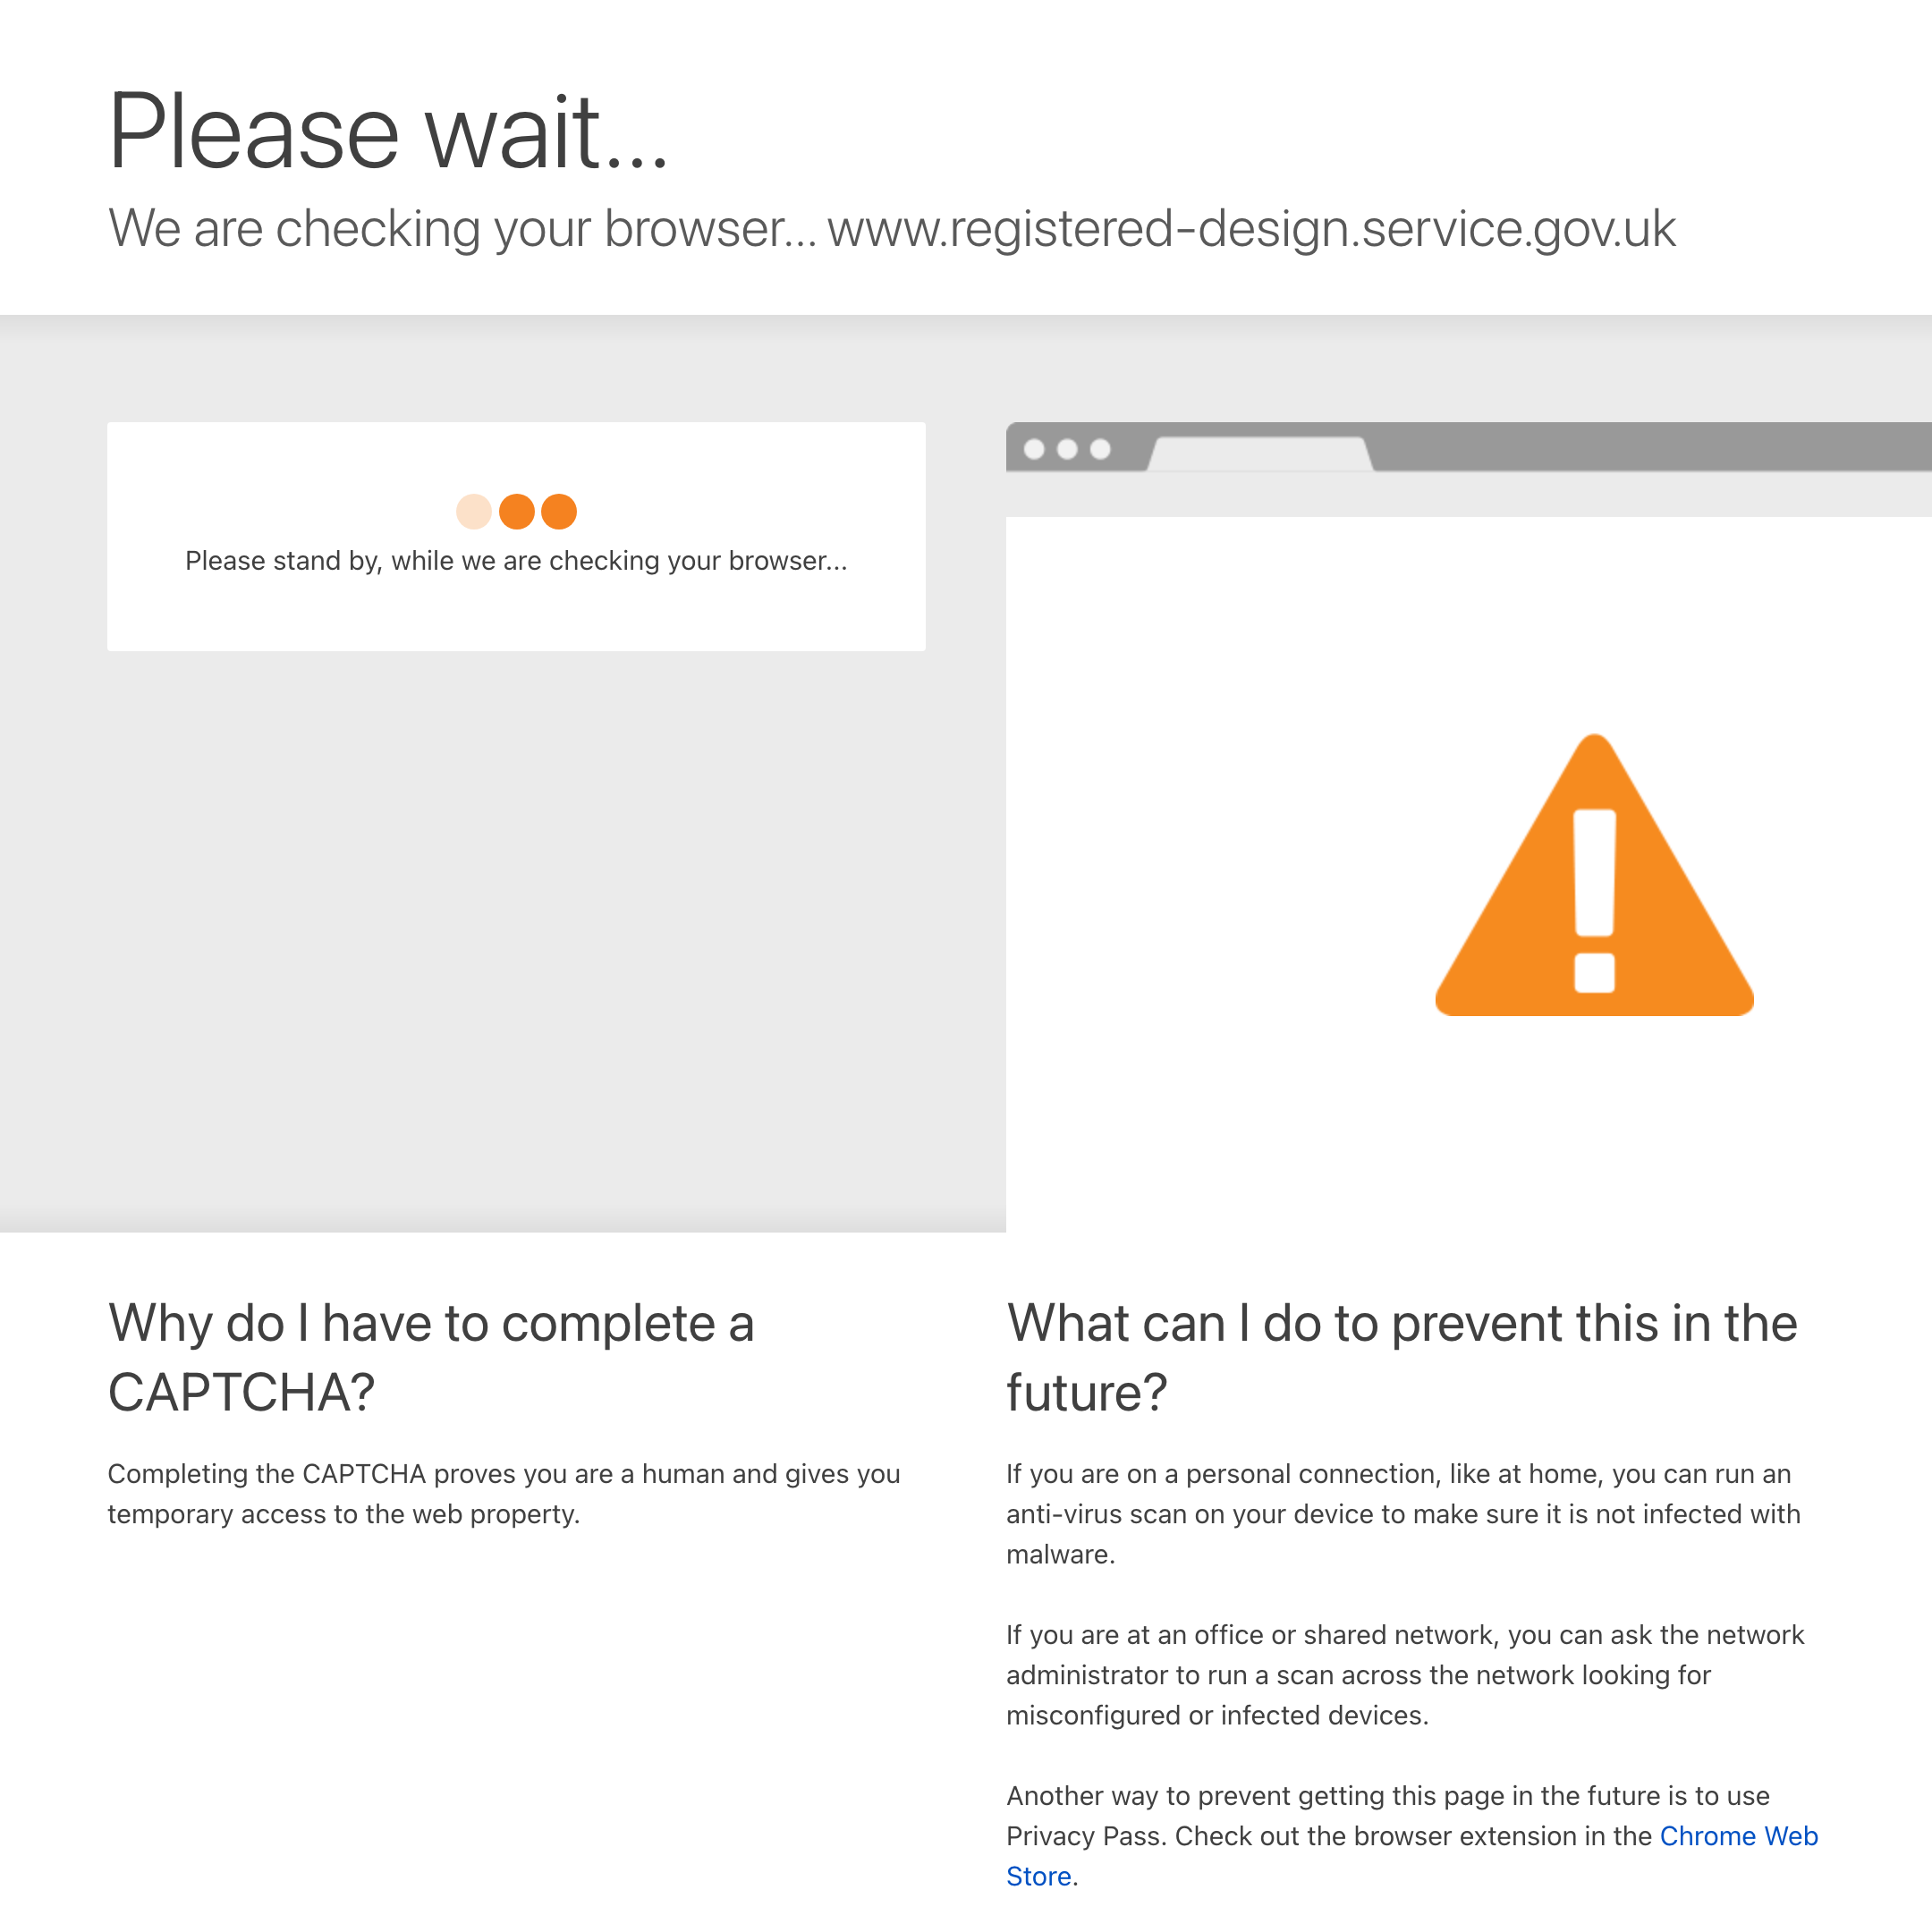 Please wait...
We are checking your browser... www.registered-design.service.gov.uk
Please stand by, while we are checking your browser...
Why do I have to complete a
CAPTCHA?
Completing the CAPTCHA proves you are a human and gives you
temporary access to the web property.
What can I do to prevent this in the
future?
If you are on a personal connection, like at home, you can run an
anti-virus scan on your device to make sure it is not infected with
malware.
If you are at an office or shared network, you can ask the network
administrator to run a scan across the network looking for
misconfigured or infected devices.
Another way to prevent getting this page in the future is to use
Privacy Pass. Check out the browser extension in the Chrome Web
Store.